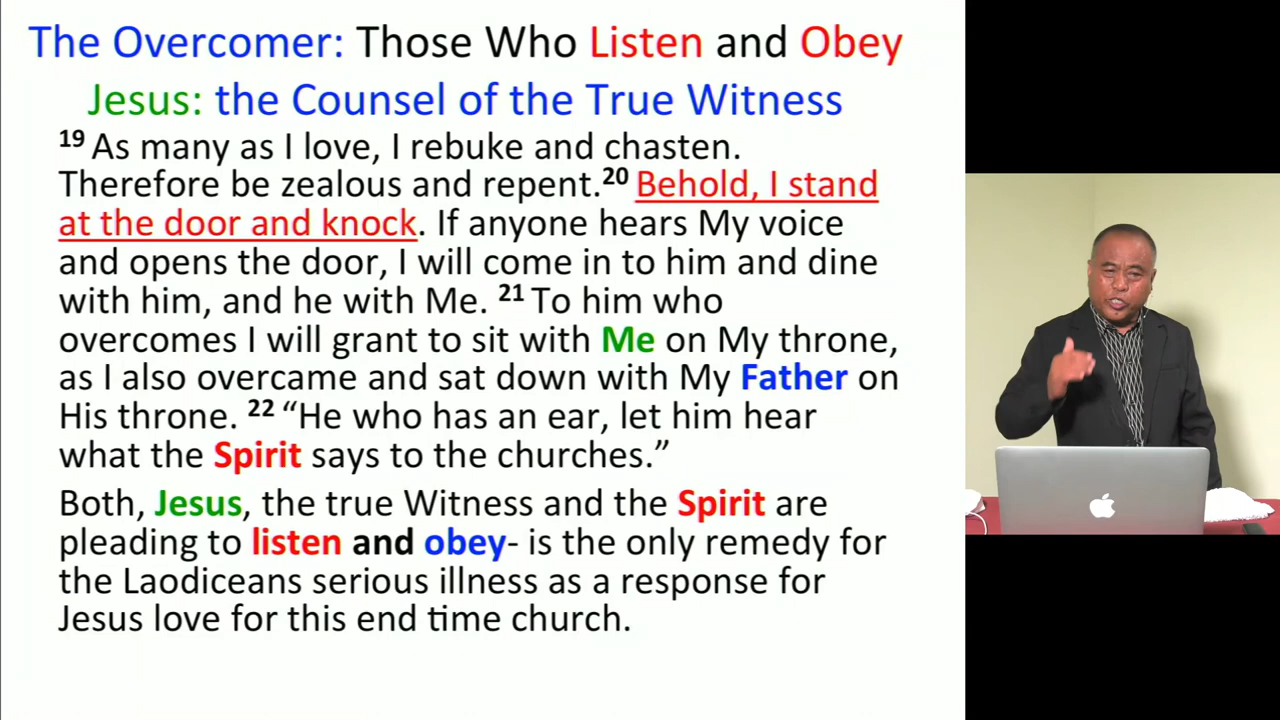 The Overcomer: Those Who Listen and Obey
Jesus: the Counsel of the True Witness
19 As many as I love, I rebuke and chasten.
Therefore be zealous and repent.20 Behold, I stand
at the door and knock. If anyone hears My voice
and opens the door, I will come in to him and dine
with him, and he with Me. 21 To him who
overcomes I will grant to sit with Me on My throne,
as I also overcame and sat down with My Father on
His throne. 22 “He who has an ear, let him hear
what the Spirit says to the churches.”
Both, Jesus, the true Witness and the Spirit are
pleading to listen and obey- is the only remedy for
the Laodiceans serious illness as a response for
Jesus love for this end time church.